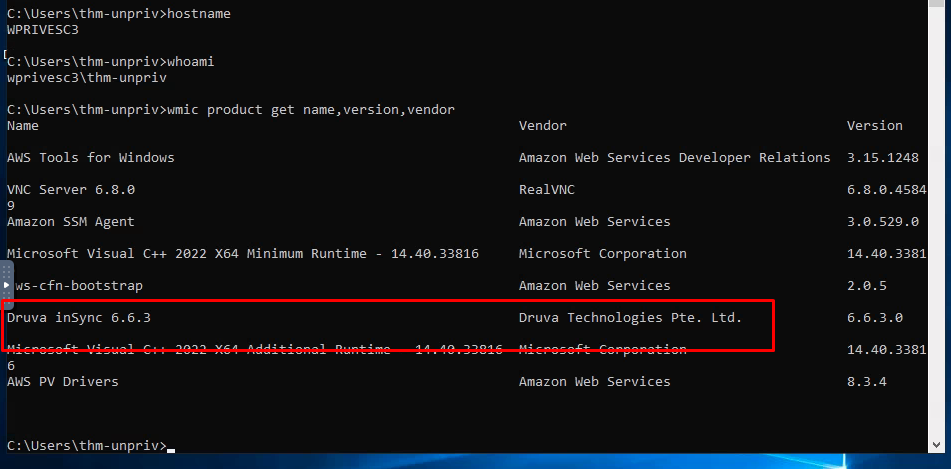 C:\Users\thm-unpriv>hostname
WPRIVESC3
C:\Users\thm-unpriv>whoami
wprivesc3\thm-unpriv
C:\Users\thm-unpriv>wmic product get name,version,vendor
Name Vendor Version
AWS Tools for Windows Amazon Web Services Developer Relations 3.15.1248
VNC Server 6.8.0 RealVNC 6.8.0.4584
9
Amazon SSM Agent Amazon Web Services 3.0.529.0
Microsoft Visual C++ 2022 X64 Minimum Runtime - 14.40.33816 Microsoft Corporation 14.40.3381
ws-cfn-bootstrap Amazon Web Services 2.0.5
Druva inSync 6.6.3 Druva Technologies Pte. Ltd. 6.6.3.0
Microsoft Visual C++ 2022 X64 Additional Runtime - 14.40.33816 Microsoft Corporation 14.40.3381
6
AWS PV Drivers Amazon Web Services 8.3.4
C:\Users\thm-unpriv>